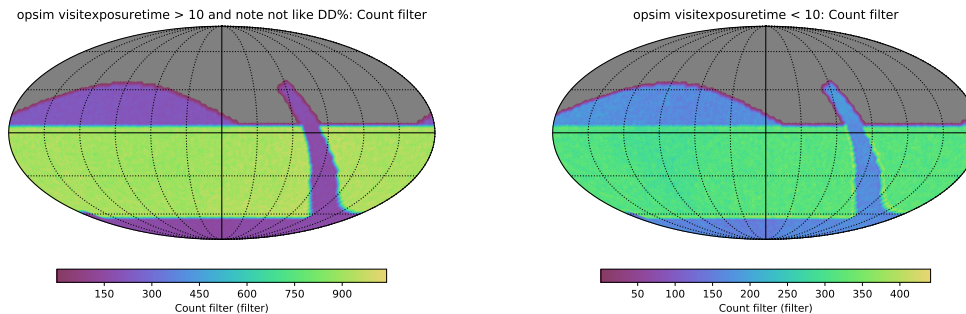 opsim visitexposuretime > 10 and note not like DD%: Count filter
opsim visitexposuretime < 10: Count filter
150 300 450 600 750 900
Count filter (filter)
50 100 150 200 250 300 350 400
Count filter (filter)